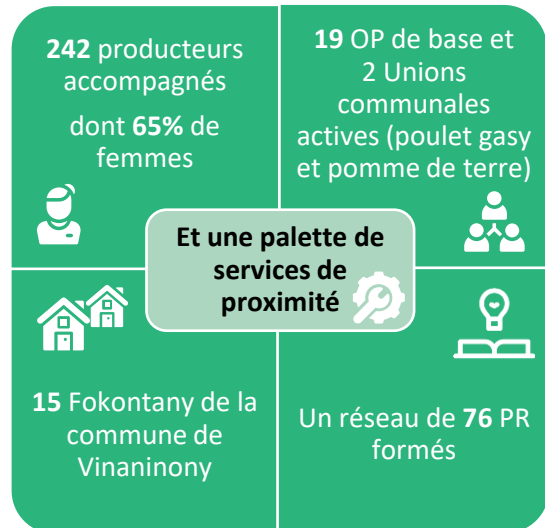 242 producteurs
accompagnés
dont 65% de
femmes
19 OP de base et
2 Unions
communales
actives (poulet gasy
et pomme de terre)
Et une palette de
services de
proximité
15 Fokontany de la
commune de
Vinaninony
Un réseau de 76 PR
formés